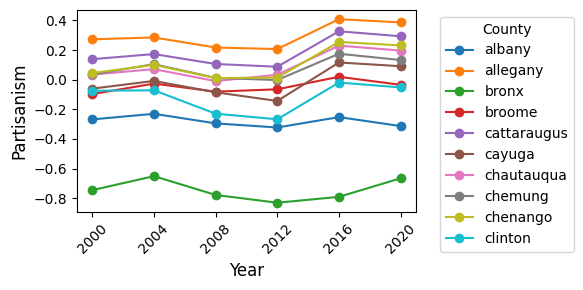 0.4
0.2
0.0
−0.2
−0.4
−0.6
−0.8
Partisanism
2000
2004
2008
2012
2016
2020
Year
County
albany
allegany
bronx
broome
cattaraugus
cayuga
chautauqua
chemung
chenango
clinton